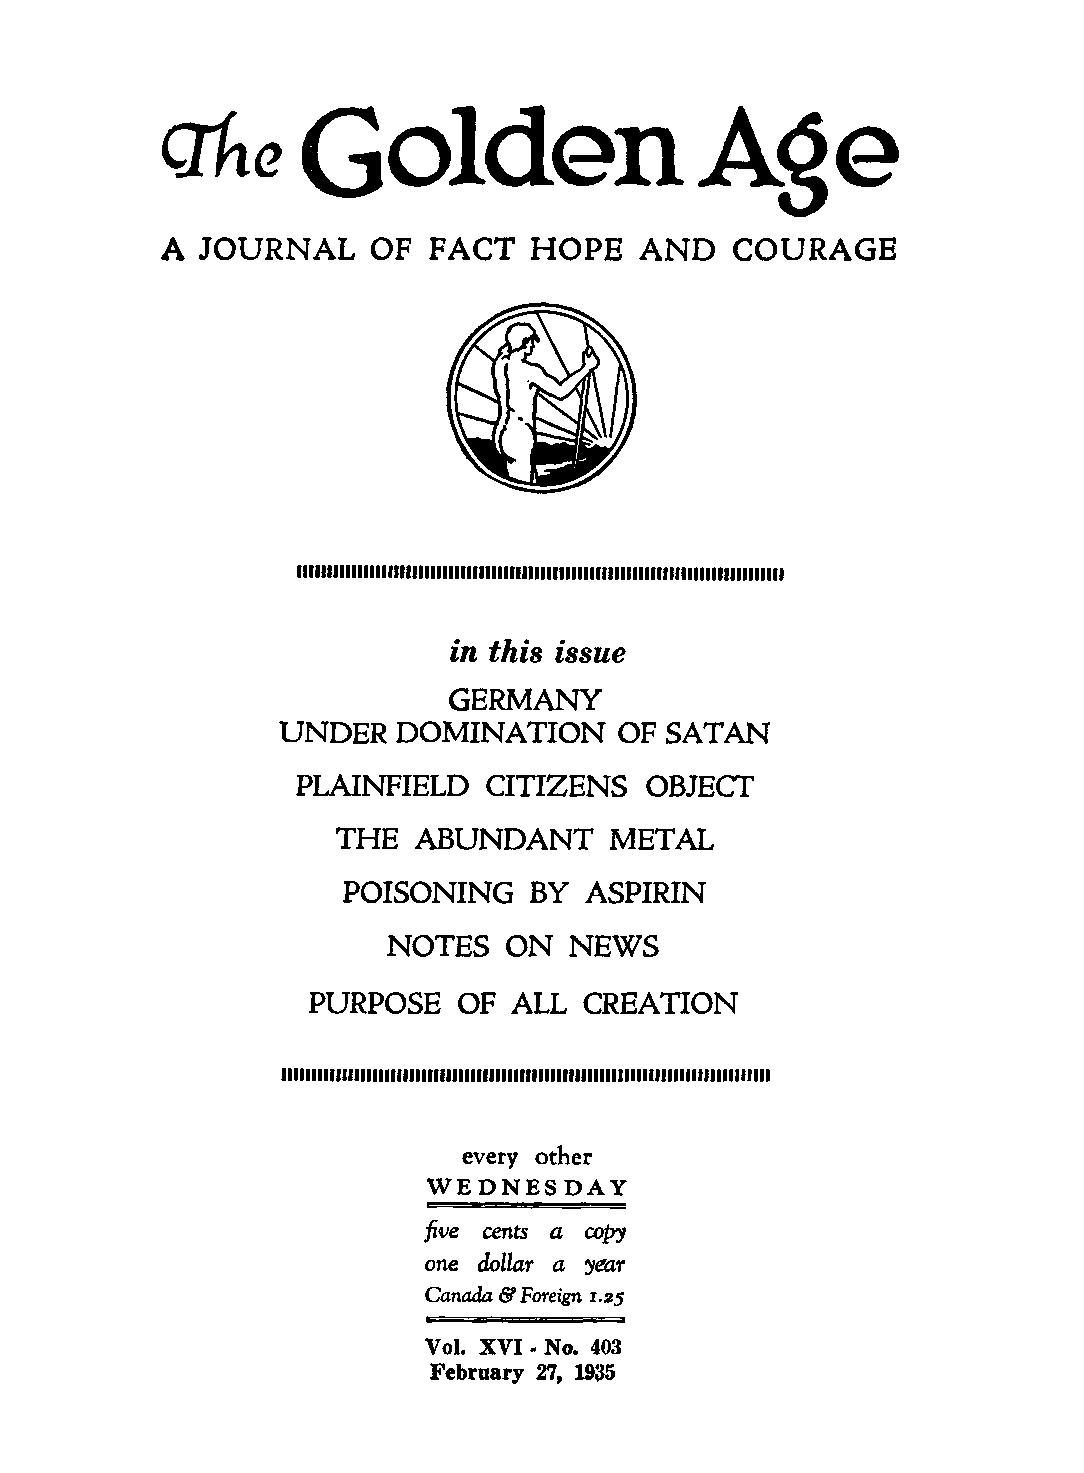 The Golden Age
A JOURNAL OF FACT HOPE AND COURAGE
in this issue
GERMANY
UNDER DOMINATION OF SATAN
PLAINFIELD CITIZENS OBJECT
THE ABUNDANT METAL
POISONING BY ASPIRIN
NOTES ON NEWS
PURPOSE OF ALL CREATION
every other
WEDNESDAY
five cents a copy
one dollar a year
Canada & Foreign 1.25
Vol. XVI - No. 403
February 27, 1935